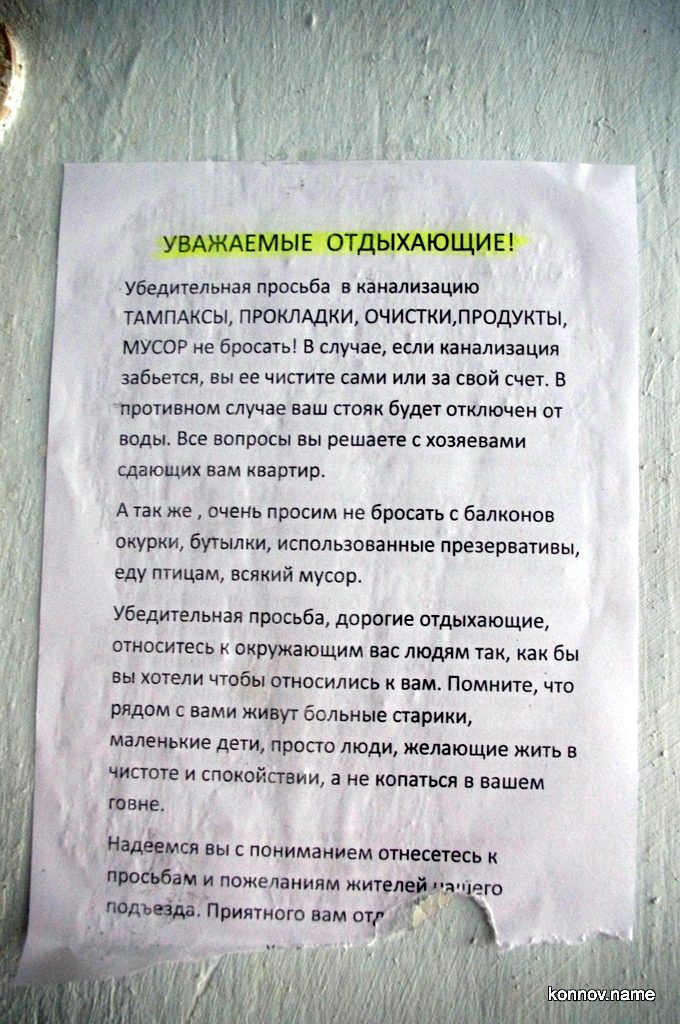 УВАЖАЕМЫЕ ОТДЫХАЮЩИЕ!
Убедительная просьба в канализацию
ТАМПАКСЫ, ПРОКЛАДКИ, ОЧИСТКИ,ПРОДУКТЫ,
МУСОР не бросать! В случае, если канализация
забьется, вы ее чистите сами или за свой счет. В
противном случае ваш стояк будет отключен от
воды. Все вопросы вы решаете с хозяевами
сдающих вам квартир.
А так же , очень просим не бросать с балконов
окурки, бутылки, использованные презервативы,
еду птицам, всякий мусор.
Убедительная просьба, дорогие отдыхающие,
относитесь к окружающим вас людям так, как бы
вы хотели чтобы относились к вам. Помните, что
рядом с вами живут больные старики,
маленькие дети, просто люди, желающие жить в
чистоте и спокойствии, а не копаться в вашем
говне.
Надеемся вы с пониманием отнесетесь к
просьбам и пожеланиям жителей нашего
подъезда. Приятного вам
konnov.name